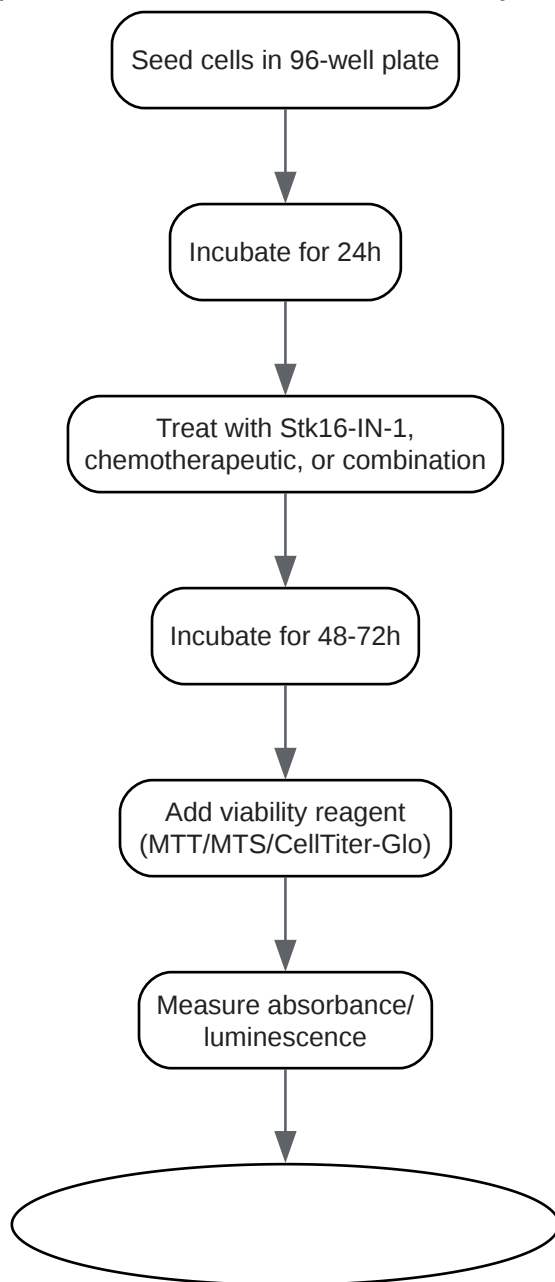 Seed cells in 96-well plate
Incubate for 24h
Treat with Stk16-IN-1,
chemotherapeutic, or combination
Incubate for 48-72h
Add viability reagent
(MTT/MTS/CellTiter-Glo)
Measure absorbance/
luminescence